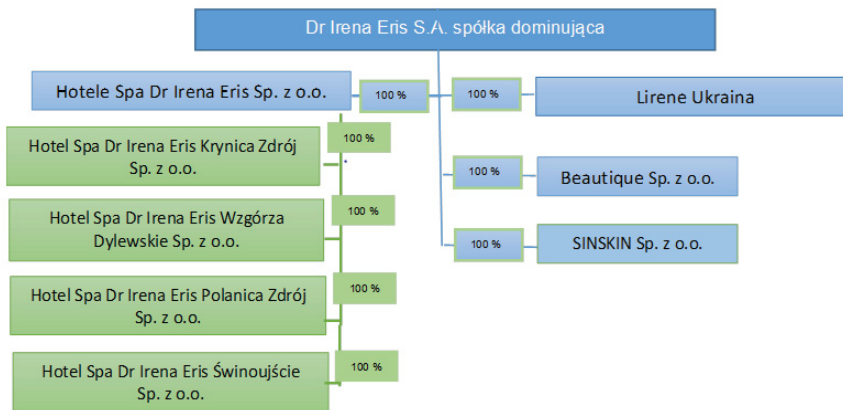 Dr Irena Eris S.A. spółka dominująca
Hotele Spa Dr Irena Eris Sp. z o.o.
100 %
100 %
Lirene Ukraina
100 %
Hotel Spa Dr Irena Eris Krynica Zdrój
Sp. z o.o.
100 %
Beautique Sp. z o.o.
100 %
Hotel Spa Dr Irena Eris Wzgórza
Dylewskie Sp. z o.o.
100 %
SINSKIN Sp. z o.o.
100 %
Hotel Spa Dr Irena Eris Polanica Zdrój
Sp. z o.o.
100 %
Hotel Spa Dr Irena Eris Świnoujście
Sp. z o.o.